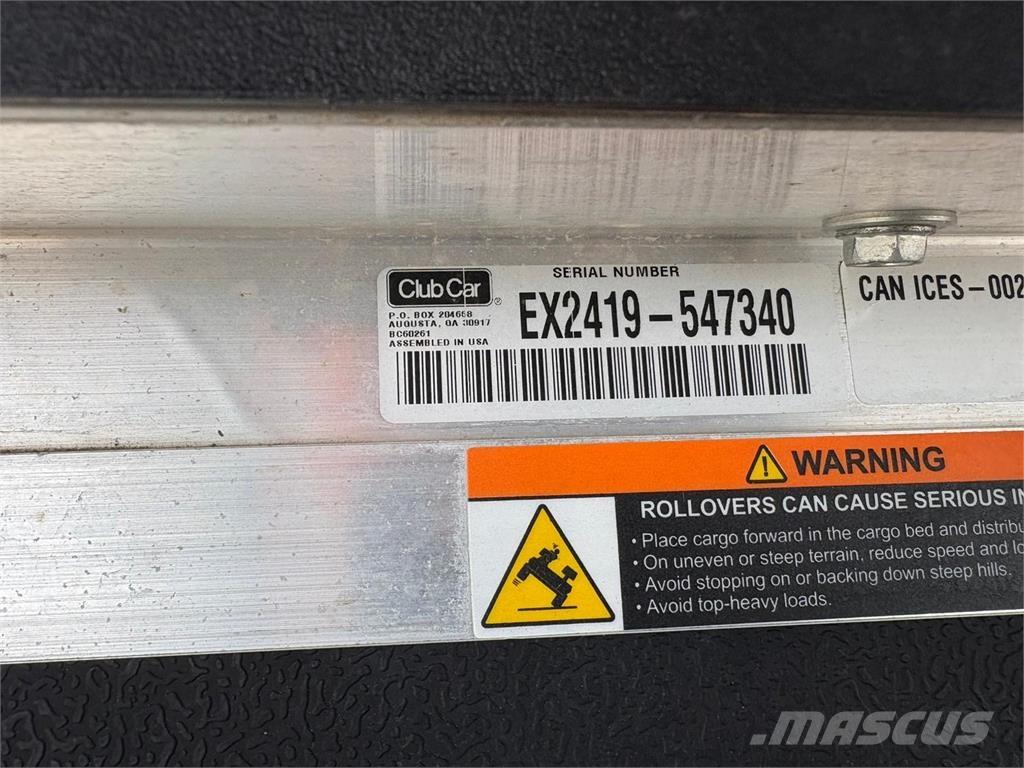 Club Car ®
P.O. BOX 204658
AUGUSTA, GA 30917
BC60261
ASSEMBLED IN USA
SERIAL NUMBER
EX2419-547340
CAN ICES-002
WARNING
ROLLOVERS CAN CAUSE SERIOUS IN
• Place cargo forward in the cargo bed and distribu
• On uneven or steep terrain, reduce speed and lo
• Avoid stopping on or backing down steep hills.
• Avoid top-heavy loads.
MASCUS